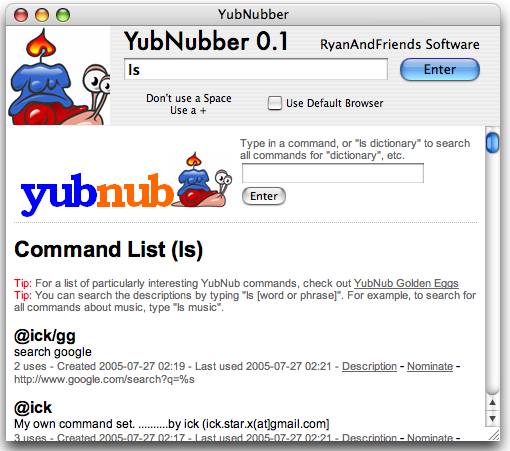 YubNubber
YubNubber 0.1
RyanAndFriends Software
ls
Enter
Don't use a Space
Use a +
Use Default Browser
yubnub
Type in a command, or "ls dictionary" to search
all commands for "dictionary", etc.
Enter
Command List (ls)
Tip: For a list of particularly interesting YubNub commands, check out YubNub Golden Eggs
Tip: You can search the descriptions by typing "ls [word or phrase]". For example, to search for
all commands about music, type "ls music".
@ick/gg
search google
2 uses - Created 2005-07-27 02:19 - Last used 2005-07-27 02:21 - Description - Nominate -
http://www.google.com/search?q=%s
@ick
My own command set. ..........by ick (ick.star.x(at]gmail.com]
3 uses - Created 2005-07-27 02:17 - Last used 2005-07-27 02:21 - Description - Nominate -